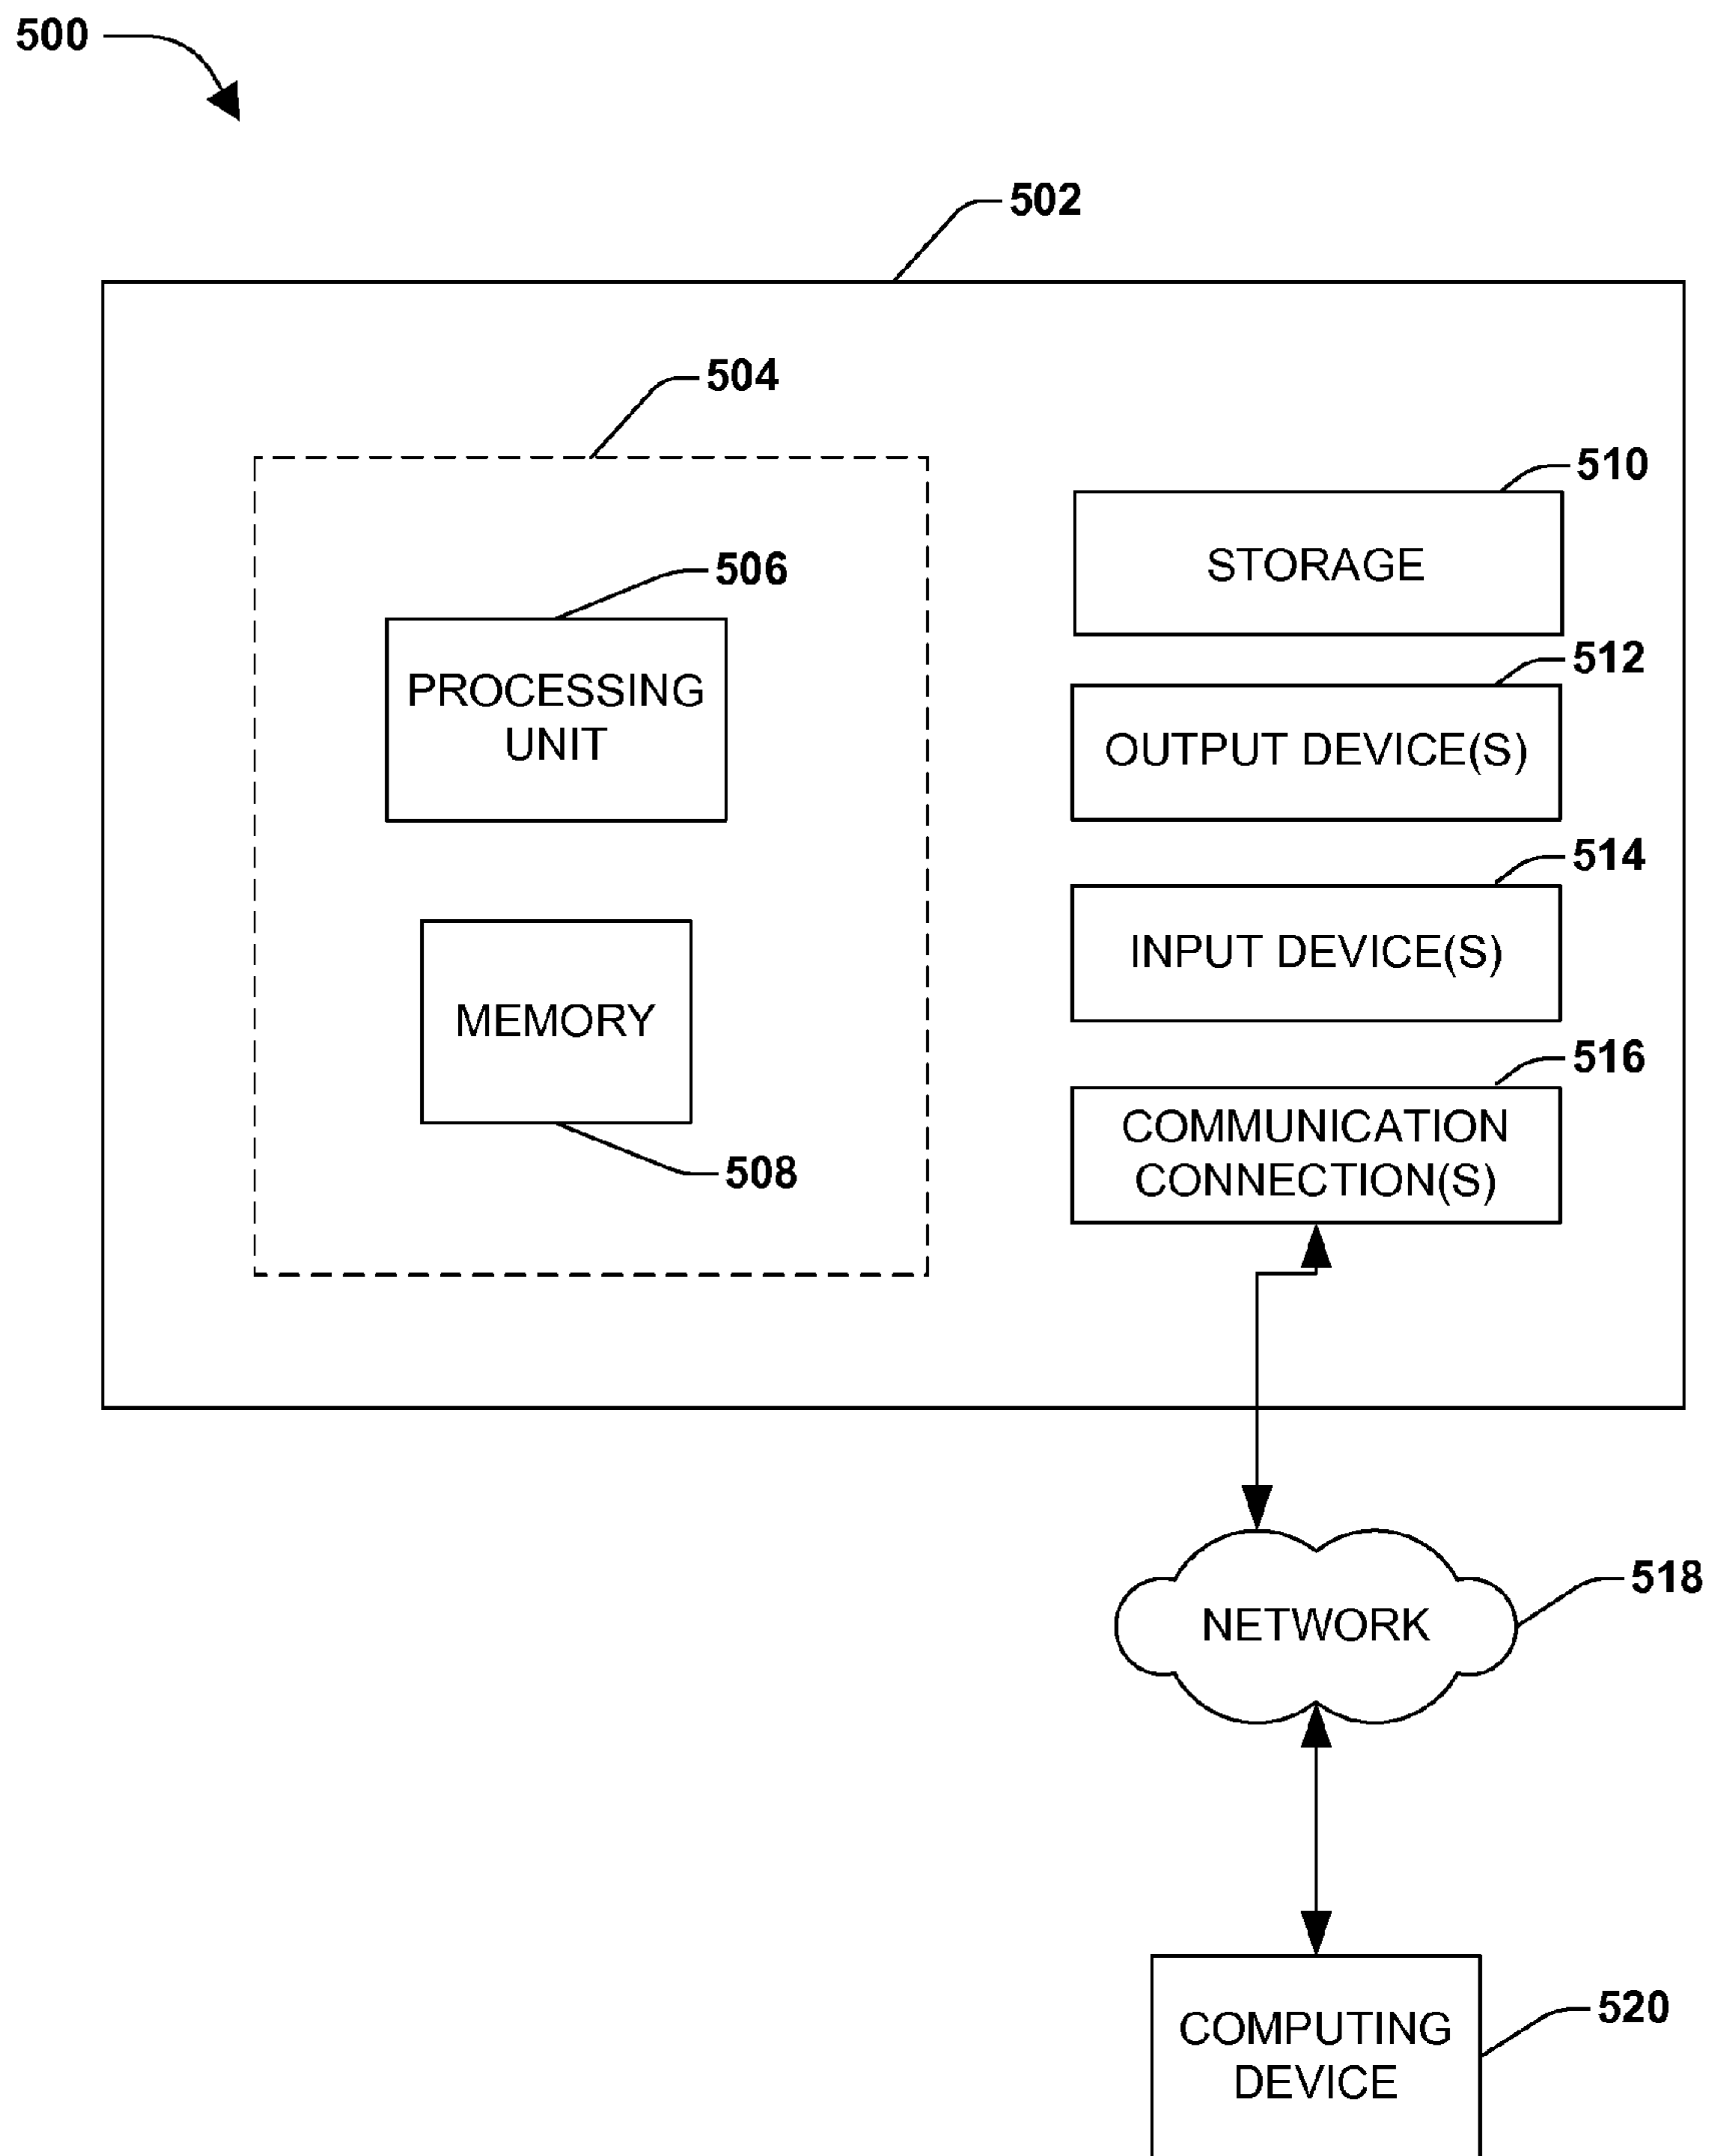 500
502
504
510
STORAGE
506
512
PROCESSING
UNIT
OUTPUT DEVICE(S)
514
INPUT DEVICE(S)
MEMORY
516
COMMUNICATION
CONNECTION(S)
508
518
NETWORK
520
COMPUTING
DEVICE